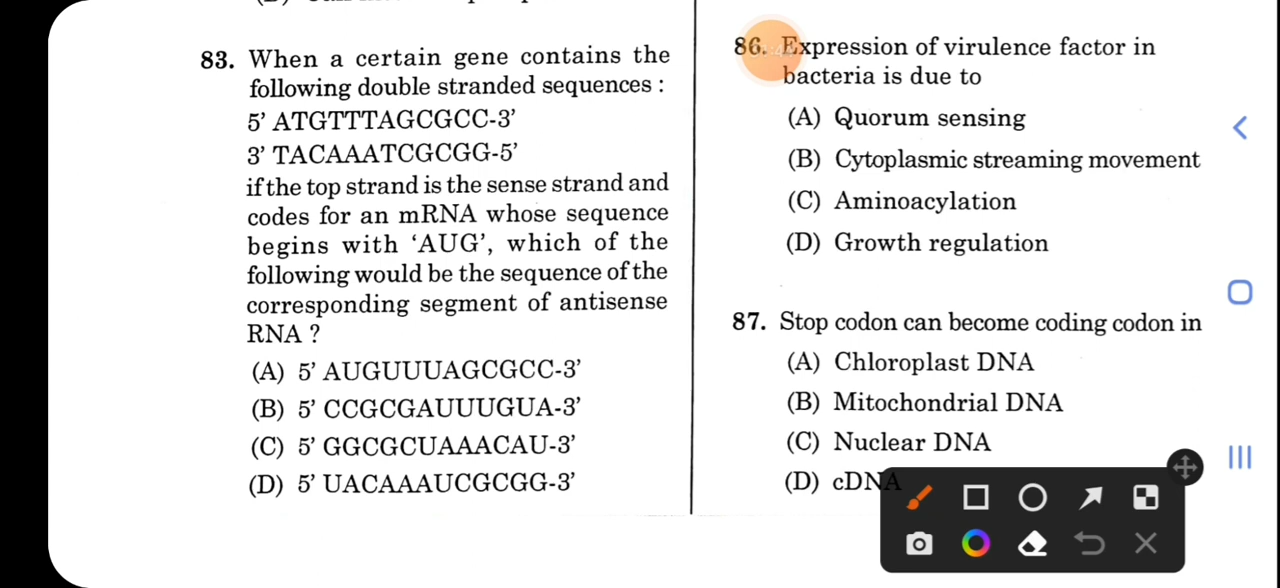 83. When a certain gene contains the
following double stranded sequences :
5’ ATGTTTAGCGCC-3’
3’ TACAAATCGCGG-5’
if the top strand is the sense strand and
codes for an mRNA whose sequence
begins with ‘AUG’, which of the
following would be the sequence of the
corresponding segment of antisense
RNA ?
(A) 5’ AUGUUUAGCGCC-3’
(B) 5’ CCGCGAUUUGUA-3’
(C) 5’ GGCGCUAAACAU-3’
(D) 5’ UACAAAUCGCGG-3’
86. Expression of virulence factor in
bacteria is due to
(A) Quorum sensing
(B) Cytoplasmic streaming movement
(C) Aminoacylation
(D) Growth regulation
87. Stop codon can become coding codon in
(A) Chloroplast DNA
(B) Mitochondrial DNA
(C) Nuclear DNA
(D) cDNA